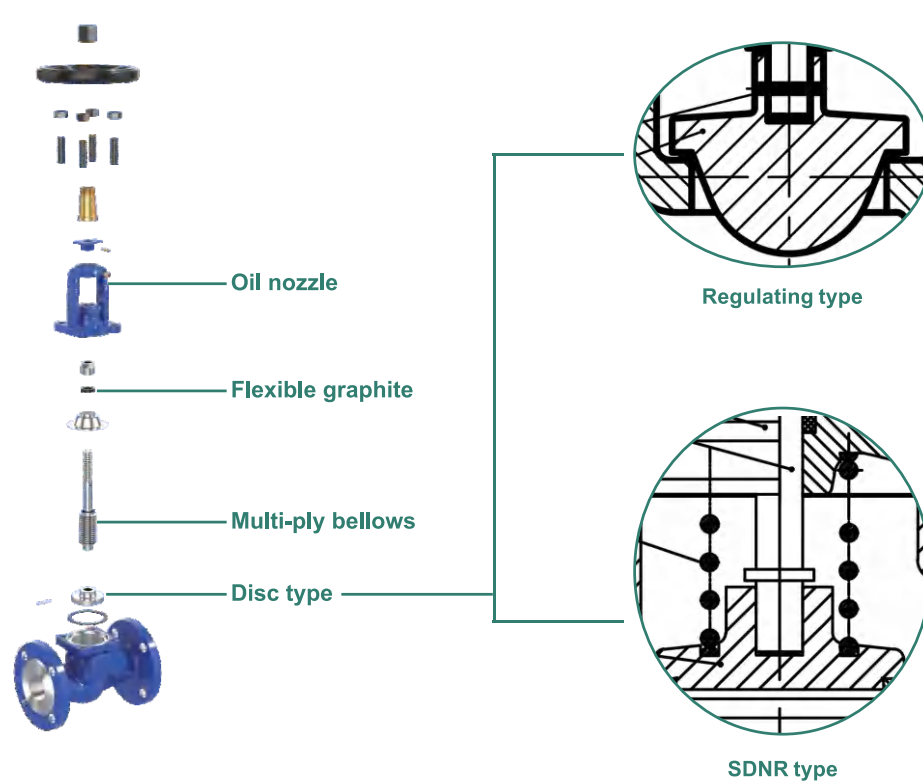 Oil nozzle
Flexible graphite
Multi-ply bellows
Disc type
Regulating type
SDNR type